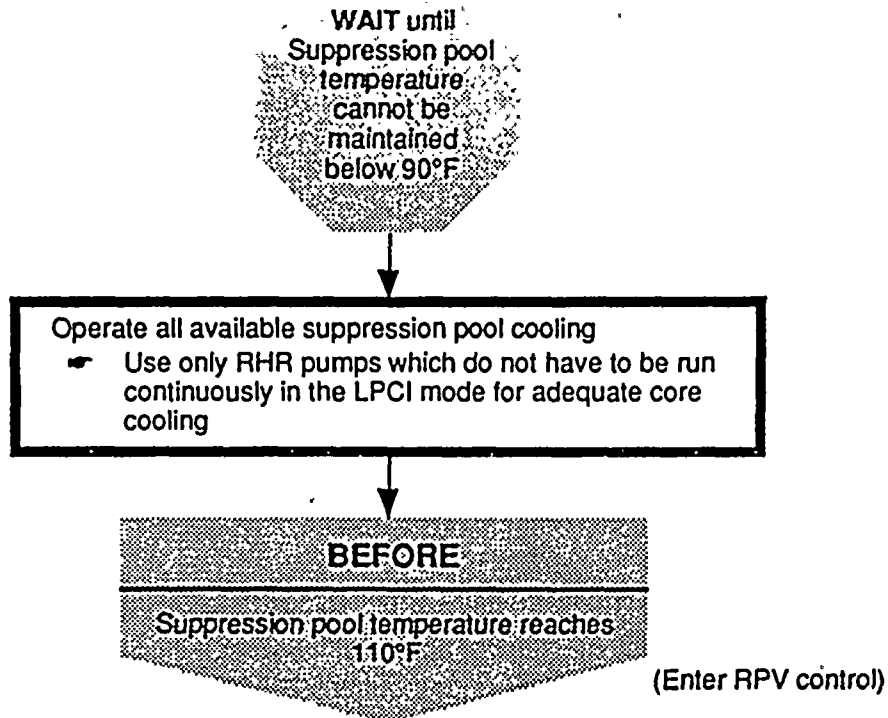 WAIT until
Suppression pool
temperature
cannot be
maintained
below 90°F
Operate all available suppression pool cooling
☛ Use only RHR pumps which do not have to be run
continuously in the LPCI mode for adequate core
cooling
BEFORE
Suppression pool temperature reaches
110°F
(Enter RPV control)